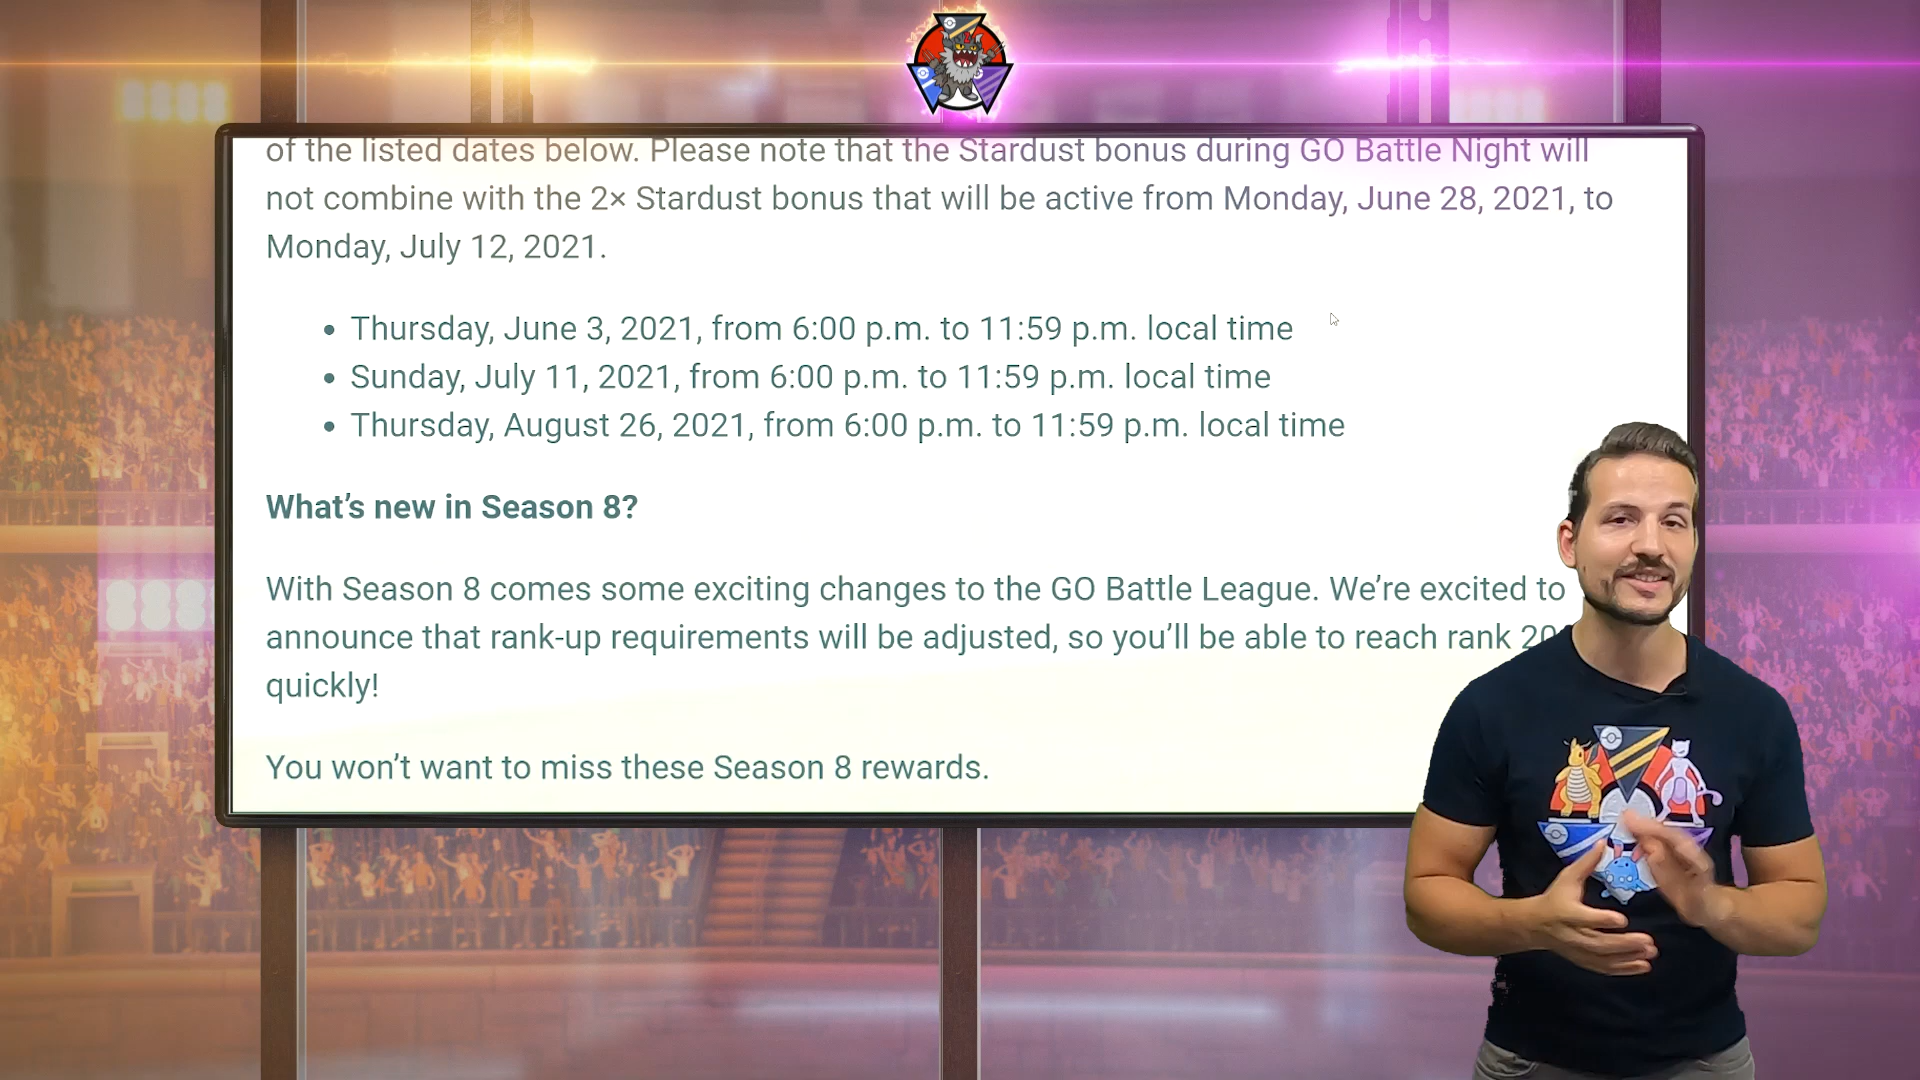 of the listed dates below. Please note that the Stardust bonus during GO Battle Night will
not combine with the 2× Stardust bonus that will be active from Monday, June 28, 2021, to
Monday, July 12, 2021.
• Thursday, June 3, 2021, from 6:00 p.m. to 11:59 p.m. local time
• Sunday, July 11, 2021, from 6:00 p.m. to 11:59 p.m. local time
• Thursday, August 26, 2021, from 6:00 p.m. to 11:59 p.m. local time
What’s new in Season 8?
With Season 8 comes some exciting changes to the GO Battle League. We’re excited to
announce that rank-up requirements will be adjusted, so you’ll be able to reach rank 20
quickly!
You won’t want to miss these Season 8 rewards.